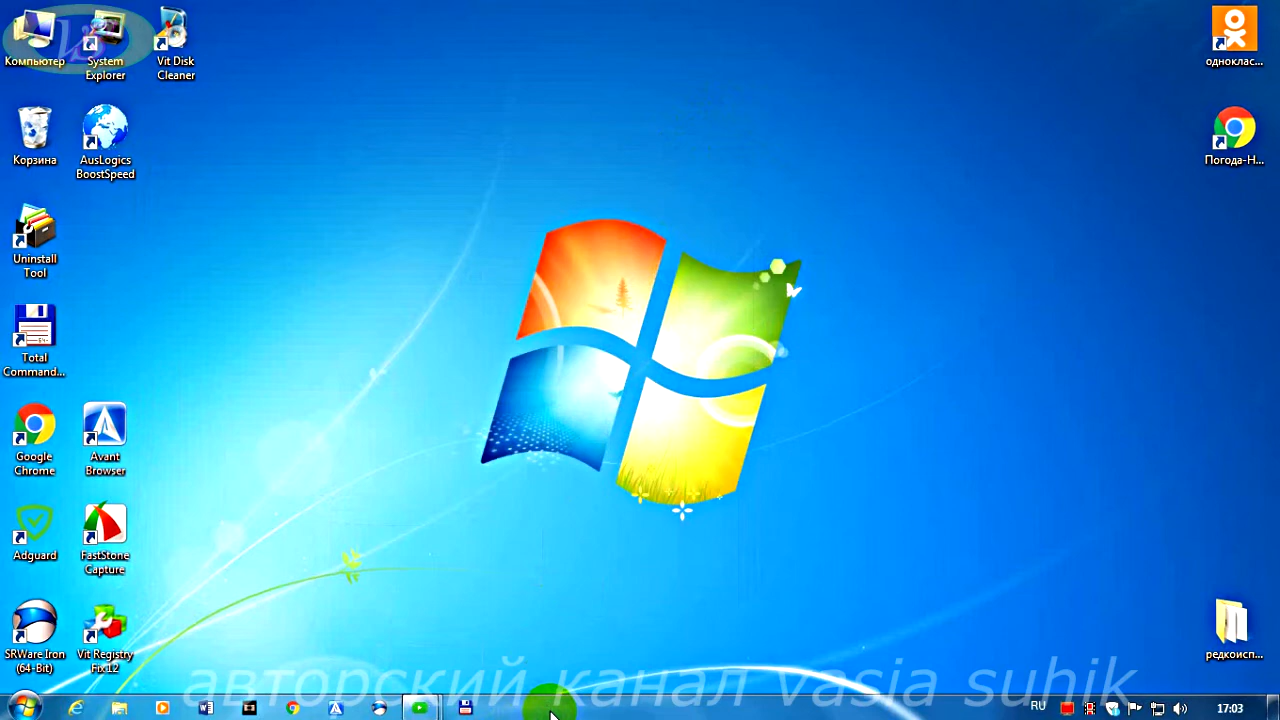 Компьютер
System
Explorer
Vit Disk
Cleaner
однoклас...
Корзина
AusLogics
BoostSpeed
Погода-Н...
Uninstall
Tool
Total
Command...
Google
Chrome
Avant
Browser
Adguard
FastStone
Capture
SRWare Iron
(64-Bit)
Vit Registry
Fix12
редкоисп...
авторский канал vasia suhik
RU
17:03